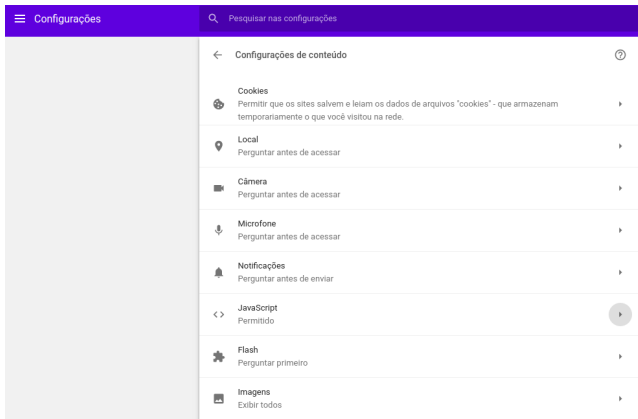 Configurações
Pesquisar nas configurações
Configurações de conteúdo
Cookies
Permitir que os sites salvem e leiam os dados de arquivos "cookies" - que armazenam
temporariamente o que você visitou na rede.
Local
Perguntar antes de acessar
Câmera
Perguntar antes de acessar
Microfone
Perguntar antes de acessar
Notificações
Perguntar antes de enviar
JavaScript
Permitido
Flash
Perguntar primeiro
Imagens
Exibir todos